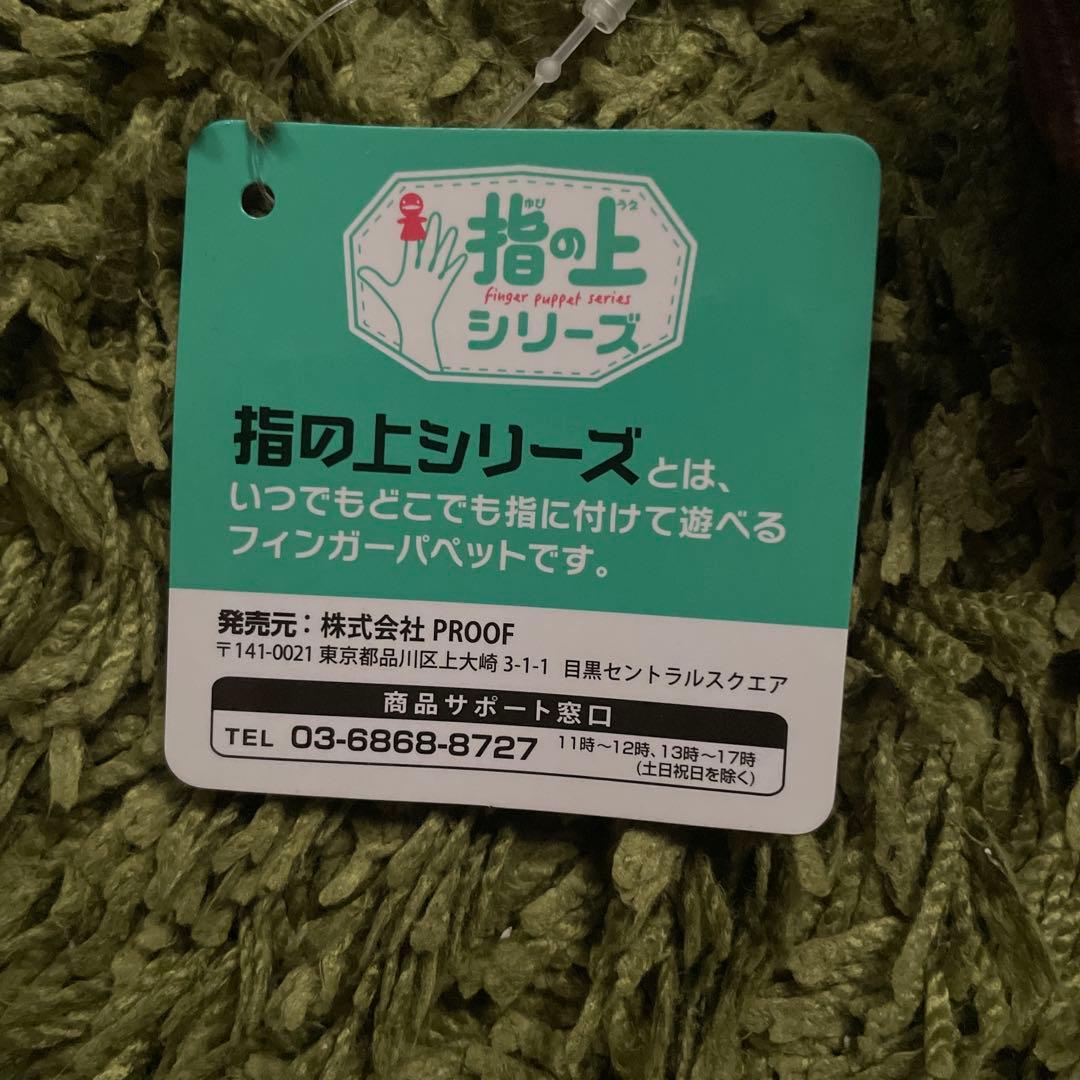 指の上
ゆび うえ
finger puppet series
シリーズ
指の上シリーズとは、
いつでもどこでも指に付けて遊べる
フィンガーパペットです。
発売元：株式会社 PROOF
〒141-0021 東京都品川区上大崎 3-1-1 目黒セントラルスクエア
商品サポート窓口
TEL 03-6868-8727 11時～12時、13時～17時
(土日祝日を除く)